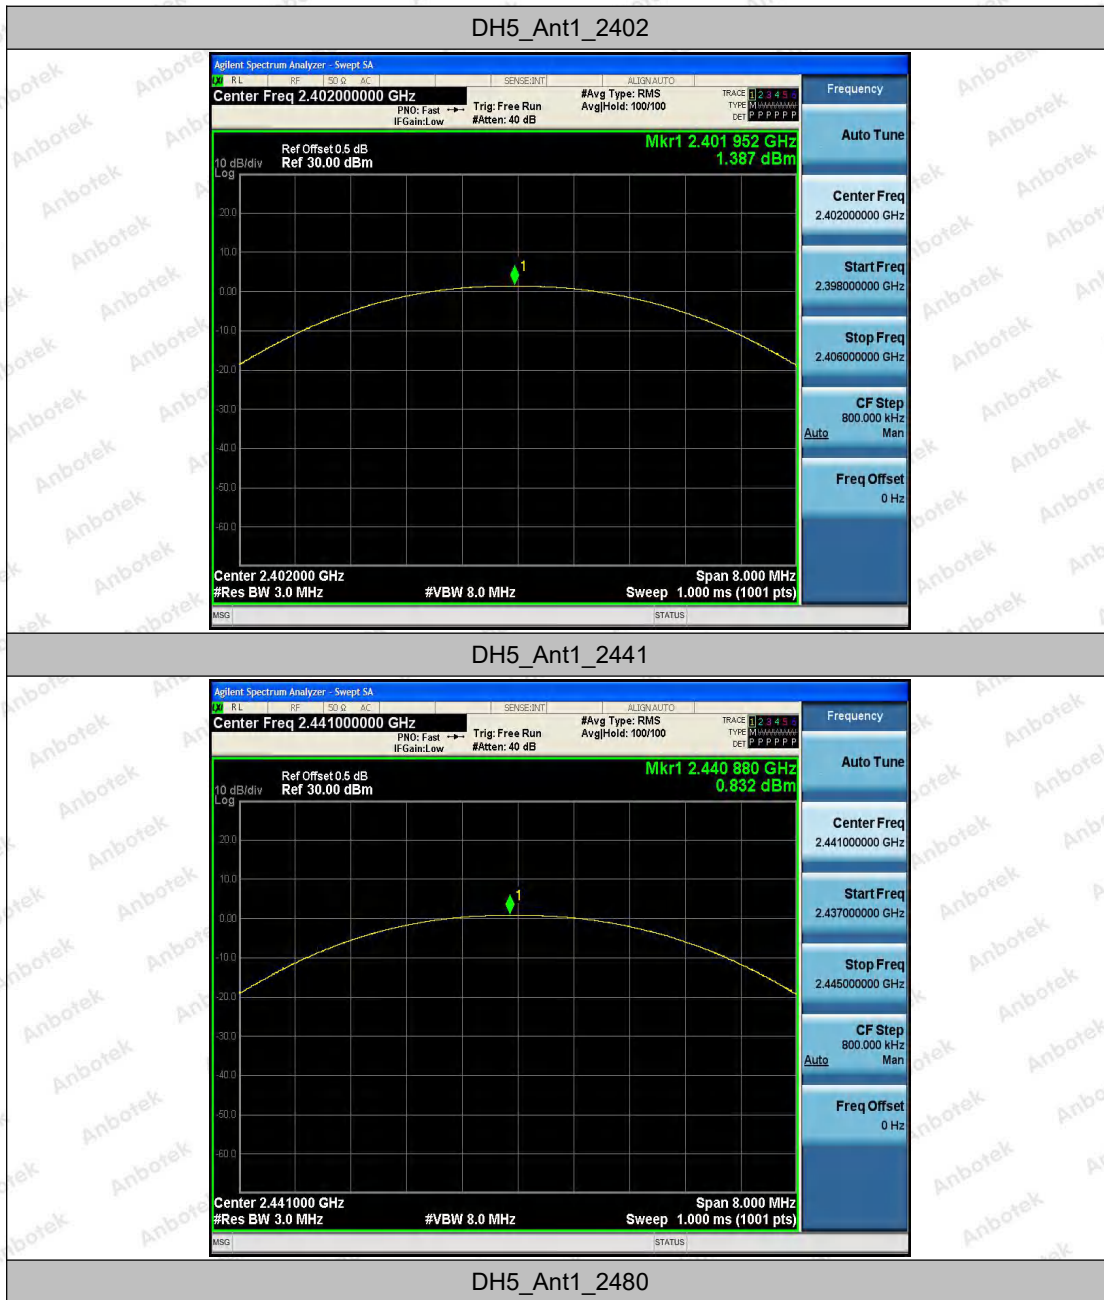 DH5_Ant1_2402
Agilent Spectrum Analyzer - Swept SA
RL RF 50 Ω AC SENSE:INT ALIGN AUTO
Center Freq 2.402000000 GHz
PNO: Fast
IFGain:Low
Trig: Free Run
#Atten: 40 dB
#Avg Type: RMS
Avg|Hold: 100/100
TRACE 1 2 3 4 5 6
TYPE M
DET P P P P P P
Ref Offset 0.5 dB
10 dB/div Ref 30.00 dBm
Log
Mkr1 2.401 952 GHz
1.387 dBm
20.0
10.0
0.00
-10.0
-20.0
-30.0
-40.0
-50.0
-60.0
1
Center 2.402000 GHz
Span 8.000 MHz
#Res BW 3.0 MHz
#VBW 8.0 MHz
Sweep 1.000 ms (1001 pts)
MSG
STATUS
Frequency
Auto Tune
Center Freq
2.402000000 GHz
Start Freq
2.398000000 GHz
Stop Freq
2.406000000 GHz
CF Step
800.000 kHz
Auto Man
Freq Offset
0 Hz
DH5_Ant1_2441
Agilent Spectrum Analyzer - Swept SA
RL RF 50 Ω AC SENSE:INT ALIGN AUTO
Center Freq 2.441000000 GHz
PNO: Fast
IFGain:Low
Trig: Free Run
#Atten: 40 dB
#Avg Type: RMS
Avg|Hold: 100/100
TRACE 1 2 3 4 5 6
TYPE M
DET P P P P P P
Ref Offset 0.5 dB
10 dB/div Ref 30.00 dBm
Log
Mkr1 2.440 880 GHz
0.832 dBm
20.0
10.0
0.00
-10.0
-20.0
-30.0
-40.0
-50.0
-60.0
1
Center 2.441000 GHz
Span 8.000 MHz
#Res BW 3.0 MHz
#VBW 8.0 MHz
Sweep 1.000 ms (1001 pts)
MSG
STATUS
Frequency
Auto Tune
Center Freq
2.441000000 GHz
Start Freq
2.437000000 GHz
Stop Freq
2.445000000 GHz
CF Step
800.000 kHz
Auto Man
Freq Offset
0 Hz
DH5_Ant1_2480
Anbotek